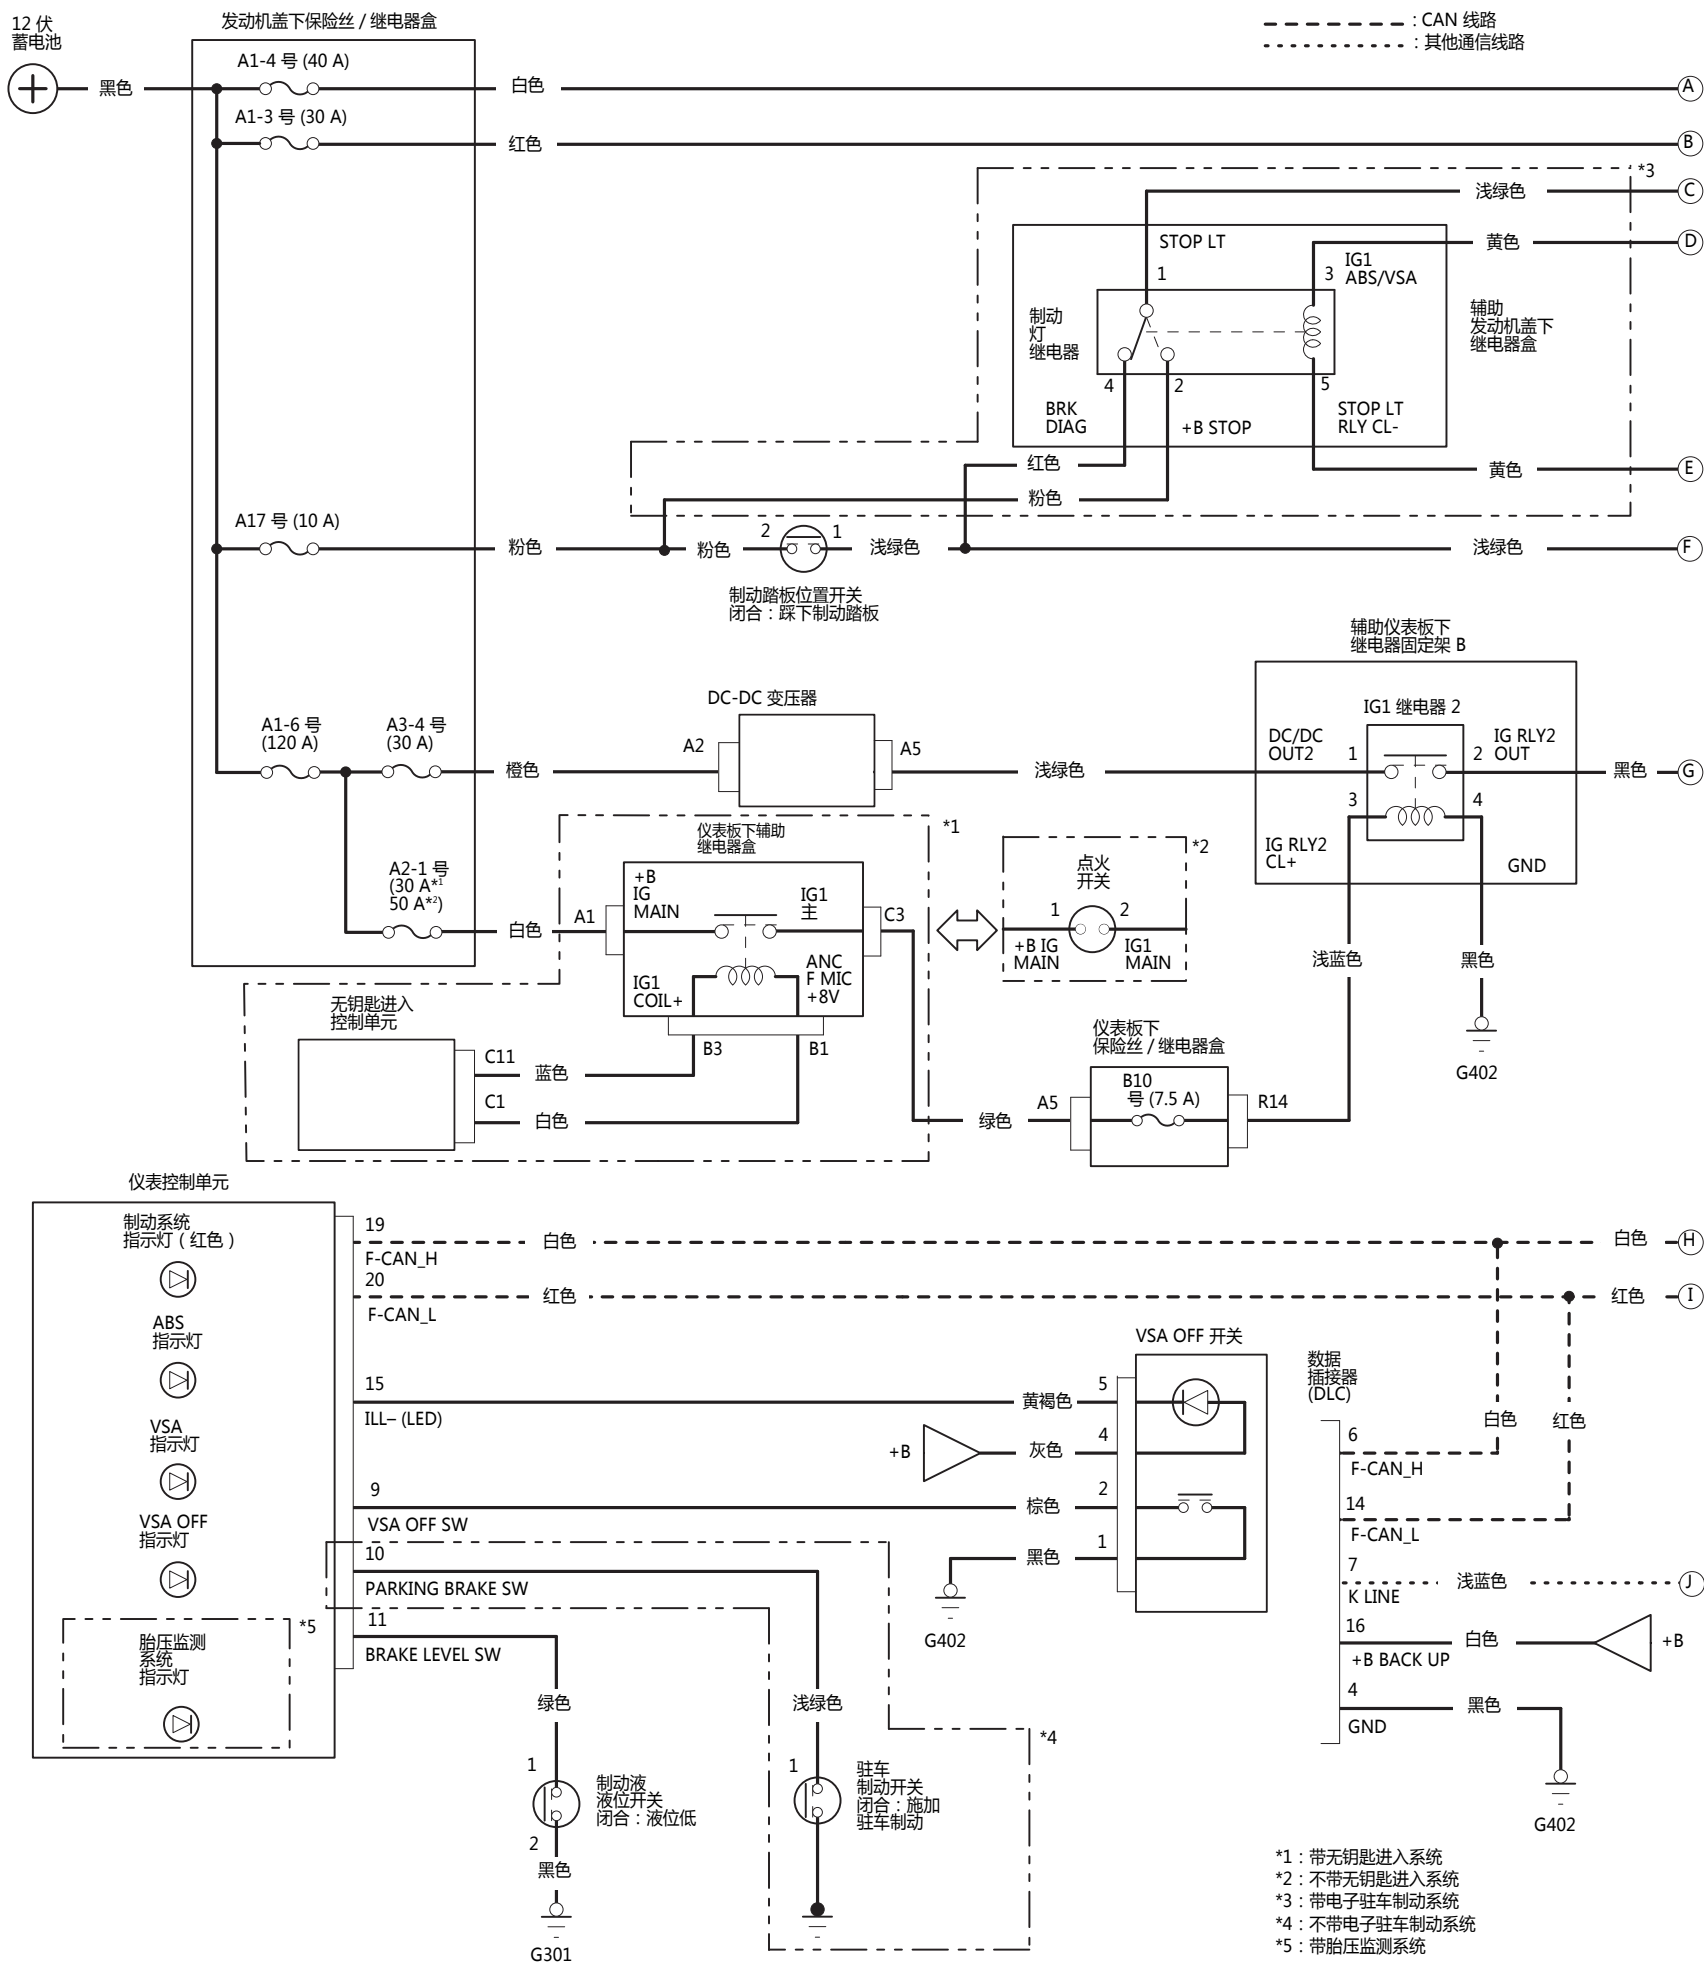 12 伏
蓄电池
发动机盖下保险丝 / 继电器盒
: CAN 线路
: 其他通信线路
A1-4 号 (40 A)
黑色
白色
A
A1-3 号 (30 A)
红色
B
*3
浅绿色
C
STOP LT
黄色
D
1
3
IG1
ABS/VSA
制动
灯
继电器
辅助
发动机盖下
继电器盒
4
2
5
BRK
DIAG
+B STOP
STOP LT
RLY CL-
红色
黄色
E
粉色
A17 号 (10 A)
粉色
粉色
2
1
浅绿色
浅绿色
F
制动踏板位置开关
闭合：踩下制动踏板
辅助仪表板下
继电器固定架 B
DC-DC 变压器
IG1 继电器 2
A1-6 号
(120 A)
A3-4 号
(30 A)
橙色
A2
A5
浅绿色
DC/DC
OUT2
1
2
IG RLY2
OUT
黑色
G
3
4
IG RLY2
CL+
GND
仪表板下辅助
继电器盒
*1
*2
A2-1 号
(30 A*1
50 A*2)
白色
A1
+B
IG
MAIN
IG1
主
C3
点火
开关
1
2
+B IG
MAIN
IG1
MAIN
IG1
COIL+
ANC
F MIC
+8V
浅蓝色
黑色
无钥匙进入
控制单元
B3
B1
C11
蓝色
C1
白色
仪表板下
保险丝 / 继电器盒
G402
绿色
A5
B10
号 (7.5 A)
R14
仪表控制单元
制动系统
指示灯 ( 红色 )
19
F-CAN_H
白色
白色
H
20
F-CAN_L
红色
红色
I
ABS
指示灯
VSA OFF 开关
数据
插接器
(DLC)
15
ILL– (LED)
黄褐色
5
VSA
指示灯
+B
灰色
4
白色
红色
6
F-CAN_H
9
VSA OFF SW
棕色
2
14
F-CAN_L
VSA OFF
指示灯
10
PARKING BRAKE SW
黑色
1
7
K LINE
浅蓝色
J
*5
胎压监测
系统
指示灯
11
BRAKE LEVEL SW
G402
16
+B BACK UP
白色
+B
4
GND
黑色
绿色
浅绿色
*4
1
制动液
液位开关
闭合：液位低
2
1
驻车
制动开关
闭合：施加
驻车制动
黑色
G301
G402
*1：带无钥匙进入系统
*2：不带无钥匙进入系统
*3：带电子驻车制动系统
*4：不带电子驻车制动系统
*5：带胎压监测系统